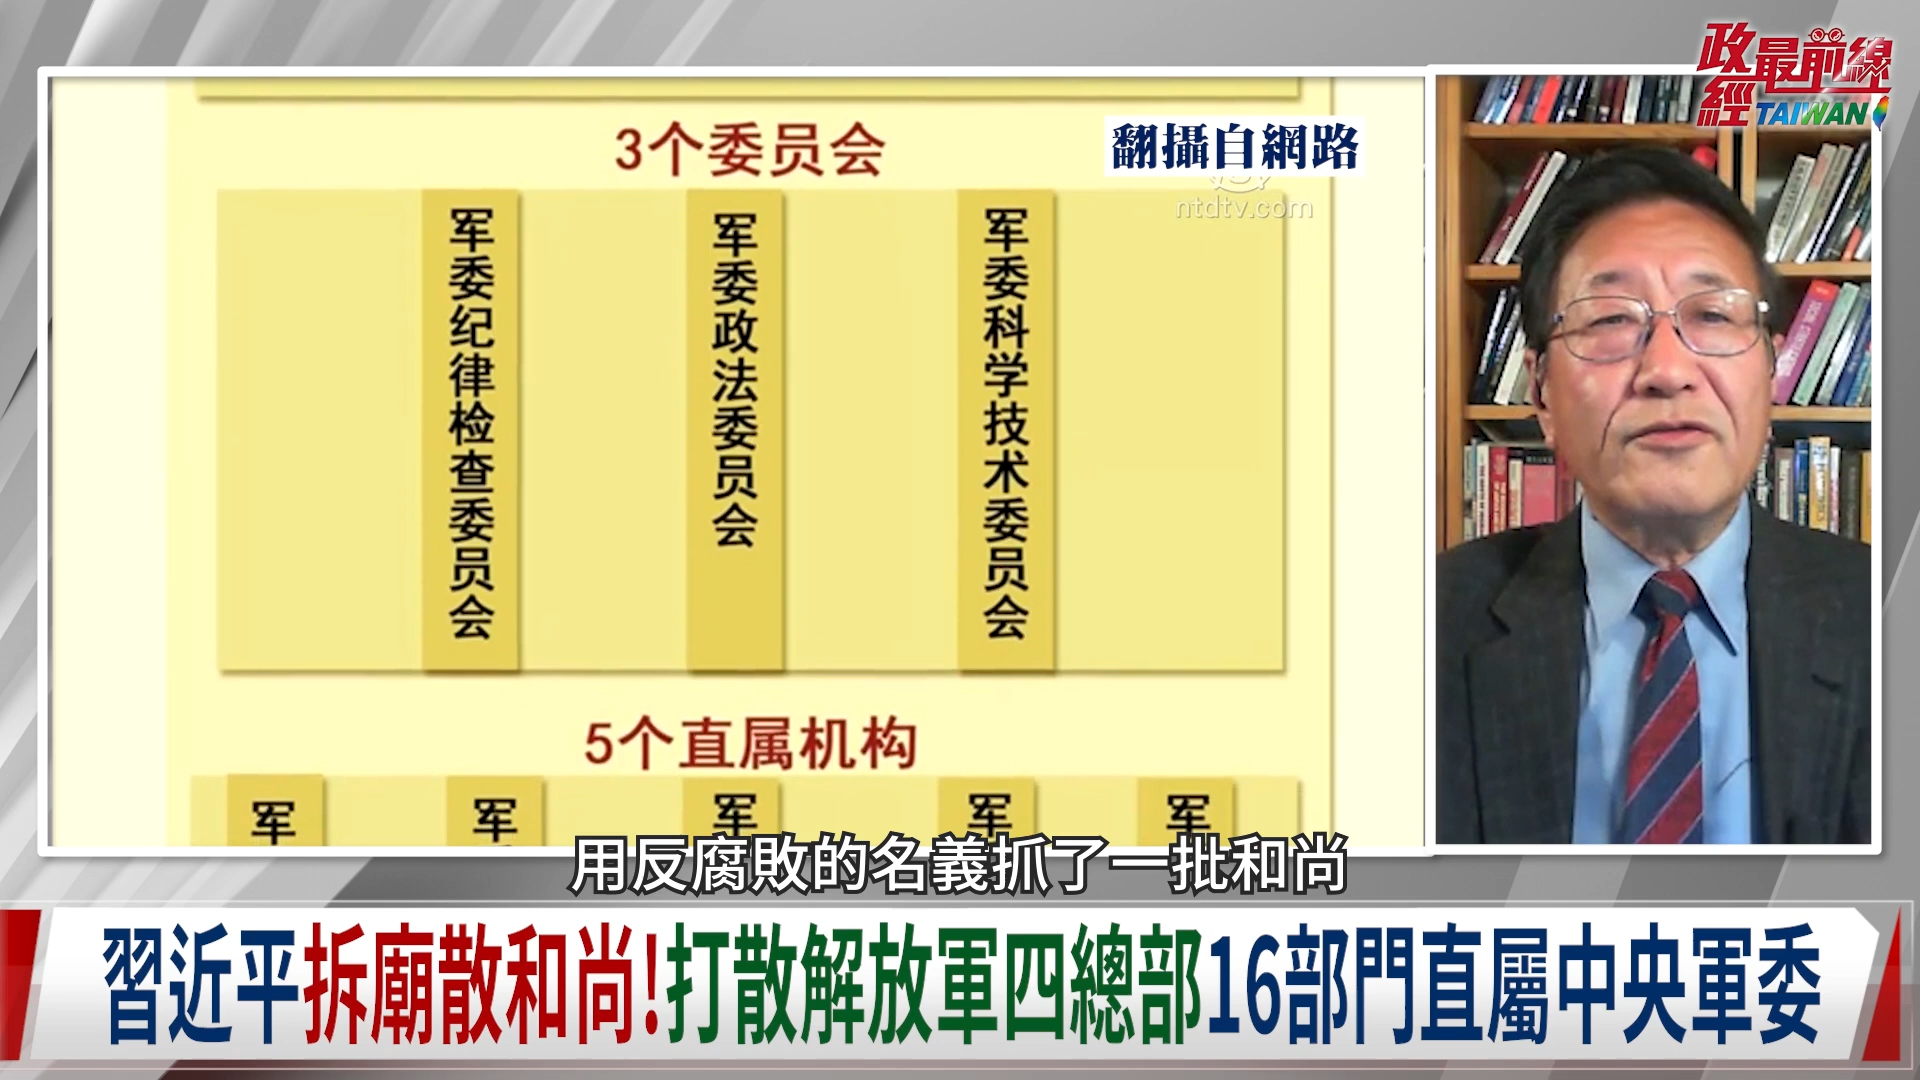 政經最前線
TAIWAN
3个委员会
翻攝自網路
ntdtv.com
军委纪律检查委员会
军委政法委员会
军委科学技术委员会
5个直属机构
军
军
军
军
军
用反腐敗的名義抓了一批和尚
習近平拆廟散和尚!打散解放軍四總部16部門直屬中央軍委